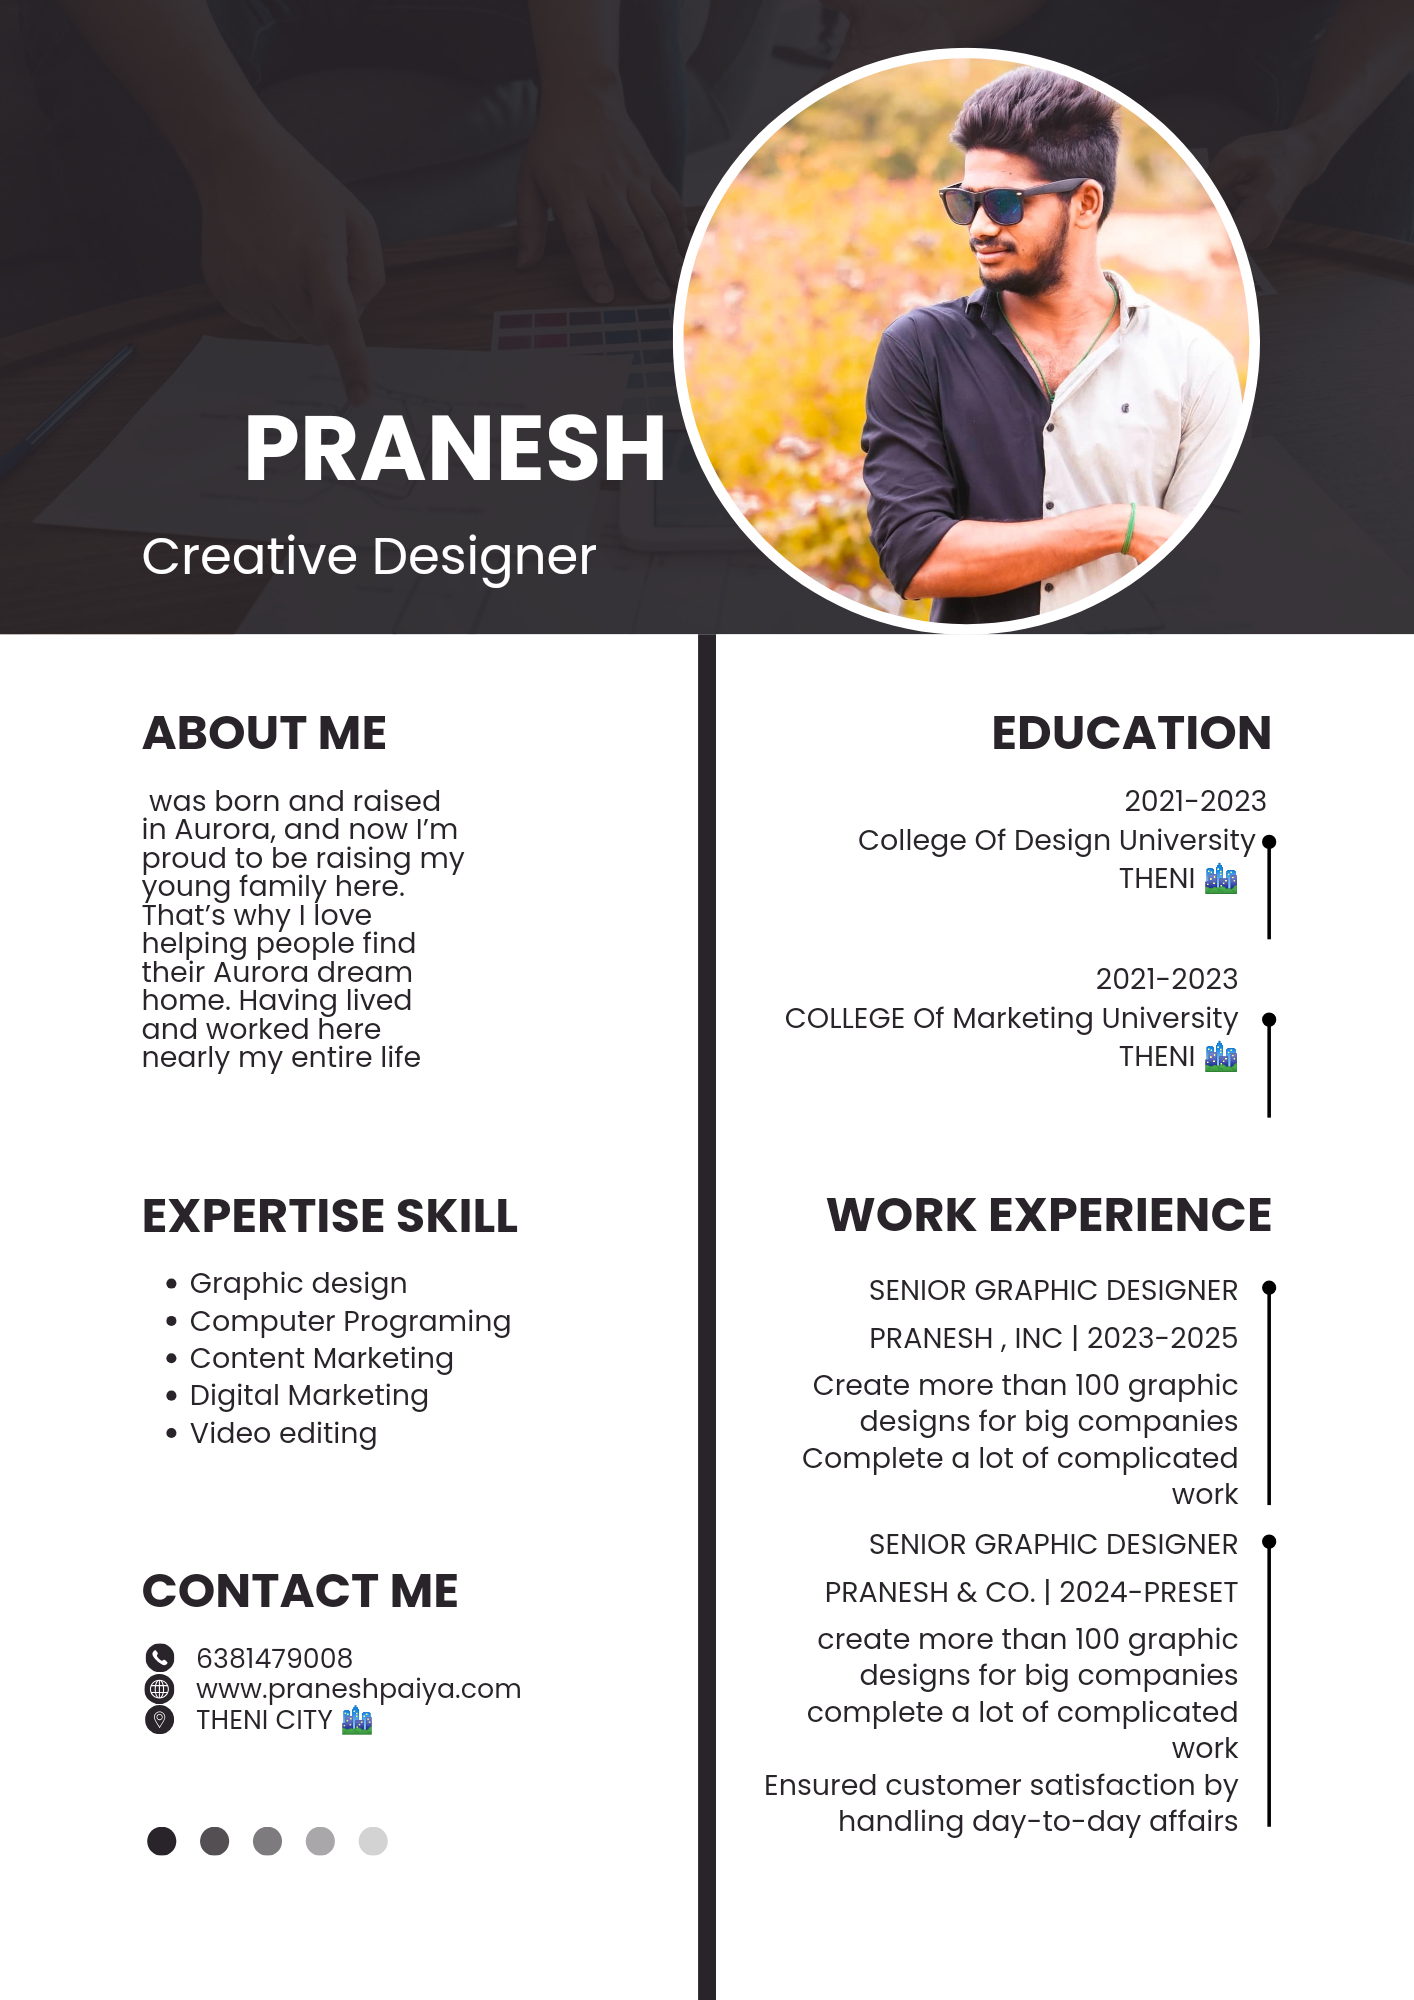 PRANESH
Creative Designer
ABOUT ME
was born and raised
in Aurora, and now I’m
proud to be raising my
young family here.
That’s why I love
helping people find
their Aurora dream
home. Having lived
and worked here
nearly my entire life
EXPERTISE SKILL
• Graphic design
• Computer Programing
• Content Marketing
• Digital Marketing
• Video editing
CONTACT ME
6381479008
www.praneshpaiya.com
THENI CITY 🏙️
EDUCATION
2021-2023
College Of Design University
THENI 🏙️
2021-2023
COLLEGE Of Marketing University
THENI 🏙️
WORK EXPERIENCE
SENIOR GRAPHIC DESIGNER
PRANESH , INC | 2023-2025
Create more than 100 graphic
designs for big companies
Complete a lot of complicated
work
SENIOR GRAPHIC DESIGNER
PRANESH & CO. | 2024-PRESET
create more than 100 graphic
designs for big companies
complete a lot of complicated
work
Ensured customer satisfaction by
handling day-to-day affairs